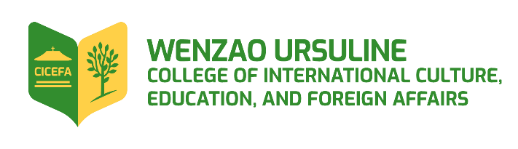 CICEFA
WENZAO URSULINE
COLLEGE OF INTERNATIONAL CULTURE,
EDUCATION, AND FOREIGN AFFAIRS